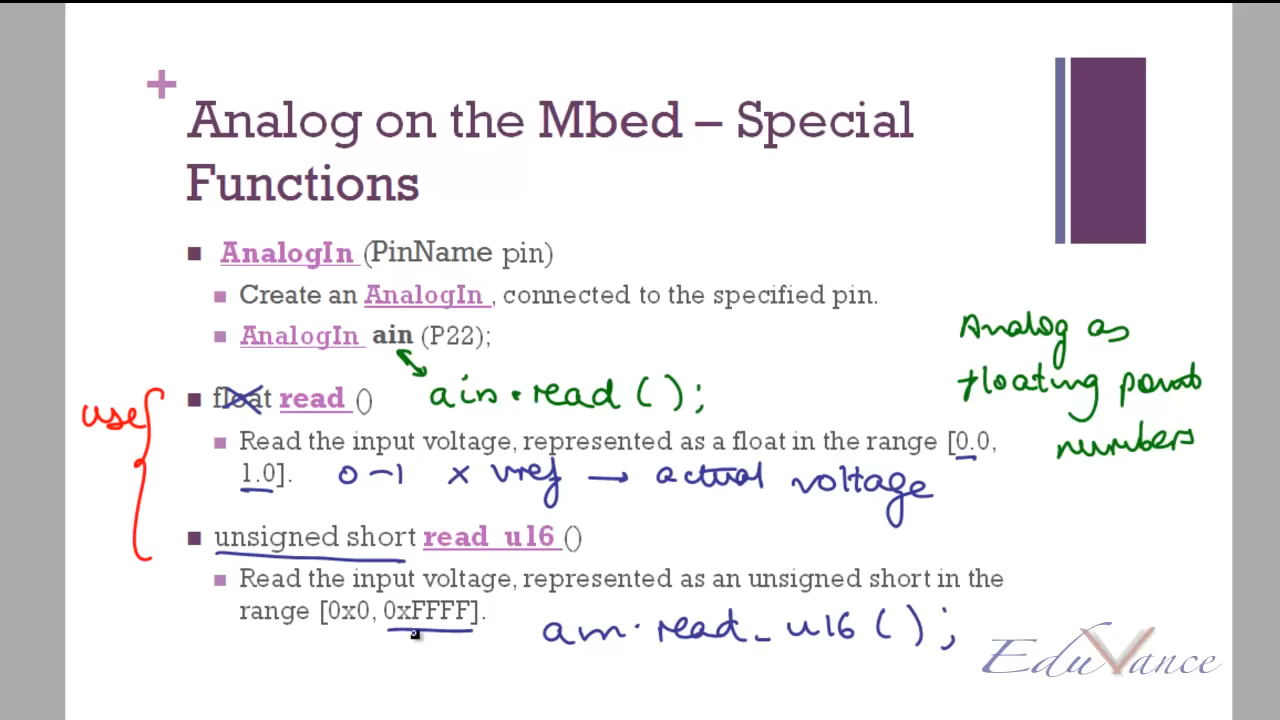 +
Analog on the Mbed – Special
Functions
AnalogIn (PinName pin)
Create an AnalogIn , connected to the specified pin.
AnalogIn ain (P22);
Analog as
floating point
numbers
use
float read () ain.read();
Read the input voltage, represented as a float in the range [0.0,
1.0]. 0-1 x vref → actual voltage
unsigned short read_u16 ()
Read the input voltage, represented as an unsigned short in the
range [0x0, 0xFFFF]. ain.read_u16();
EduVance